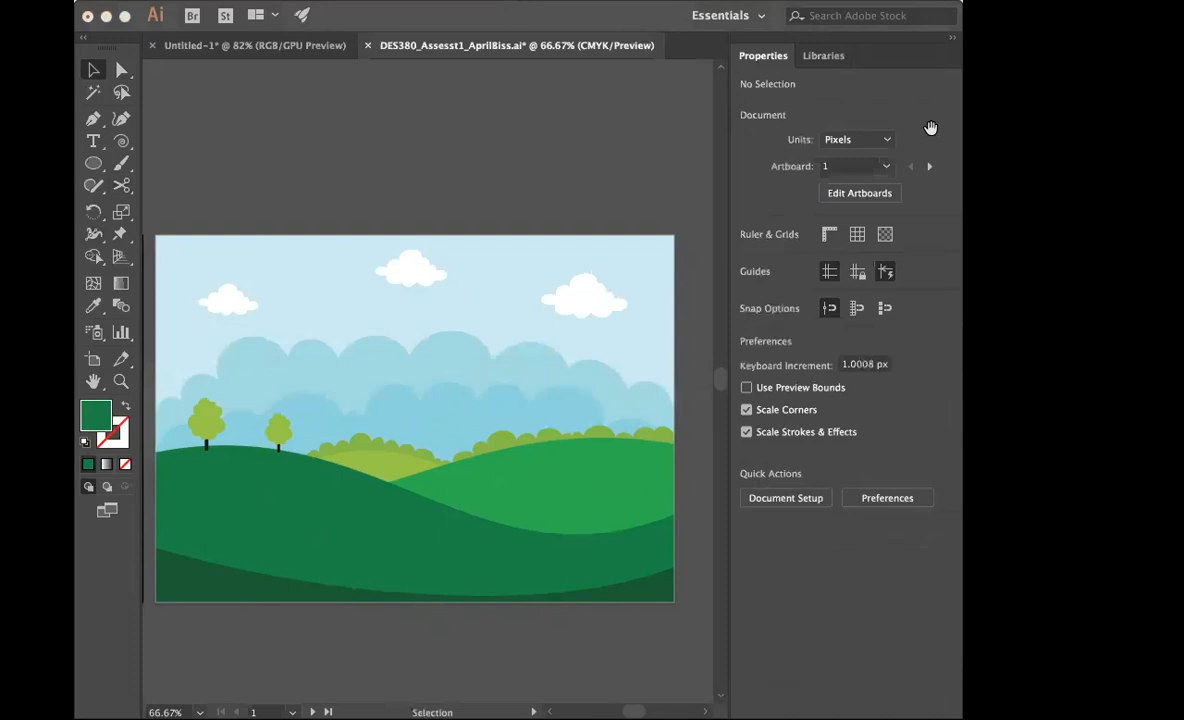 Ai Br St Essentials Search Adobe Stock
Untitled-1* @ 82% (RGB/GPU Preview) DES380_Assesst1_AprilBiss.ai* @ 66.67% (CMYK/Preview)
Properties Libraries
No Selection
Document
Units: Pixels
Artboard: 1
Edit Artboards
Ruler & Grids
Guides
Snap Options
Preferences
Keyboard Increment: 1.0008 px
Use Preview Bounds
Scale Corners
Scale Strokes & Effects
Quick Actions
Document Setup Preferences
66.67% 1 Selection